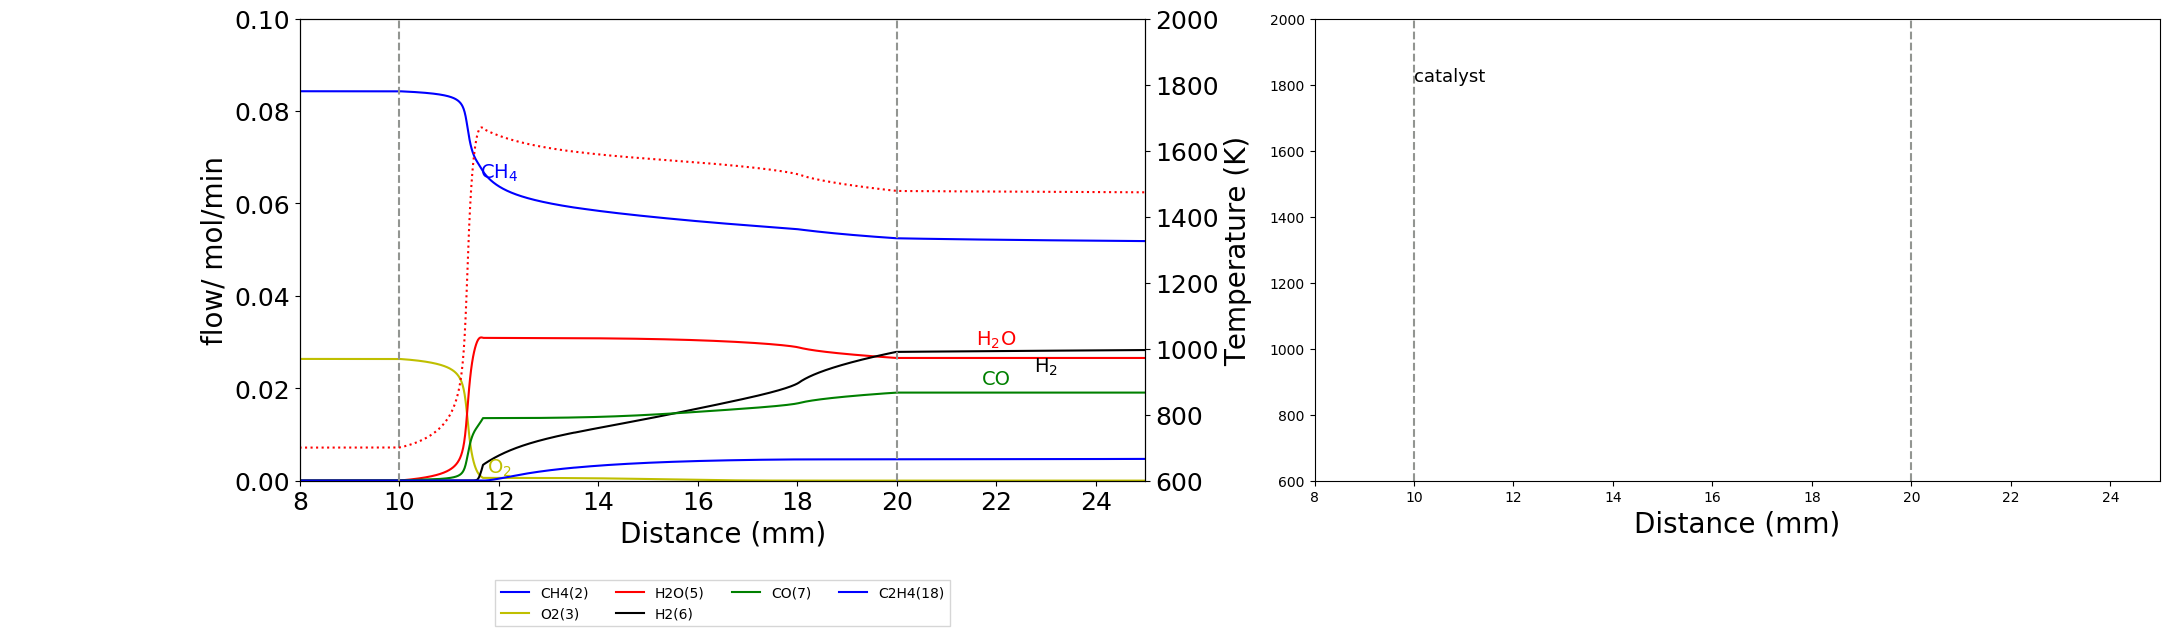 0.10
0.08
0.06
0.04
0.02
0.00
flow/ mol/min
8 10 12 14 16 18 20 22 24
Distance (mm)
2000
1800
1600
1400
1200
1000
800
600
Temperature (K)
CH₄
H₂O
H₂
CO
O₂
CH4(2) H2O(5) CO(7) C2H4(18)
O2(3) H2(6)
2000
1800
1600
1400
1200
1000
800
600
catalyst
8 10 12 14 16 18 20 22 24
Distance (mm)